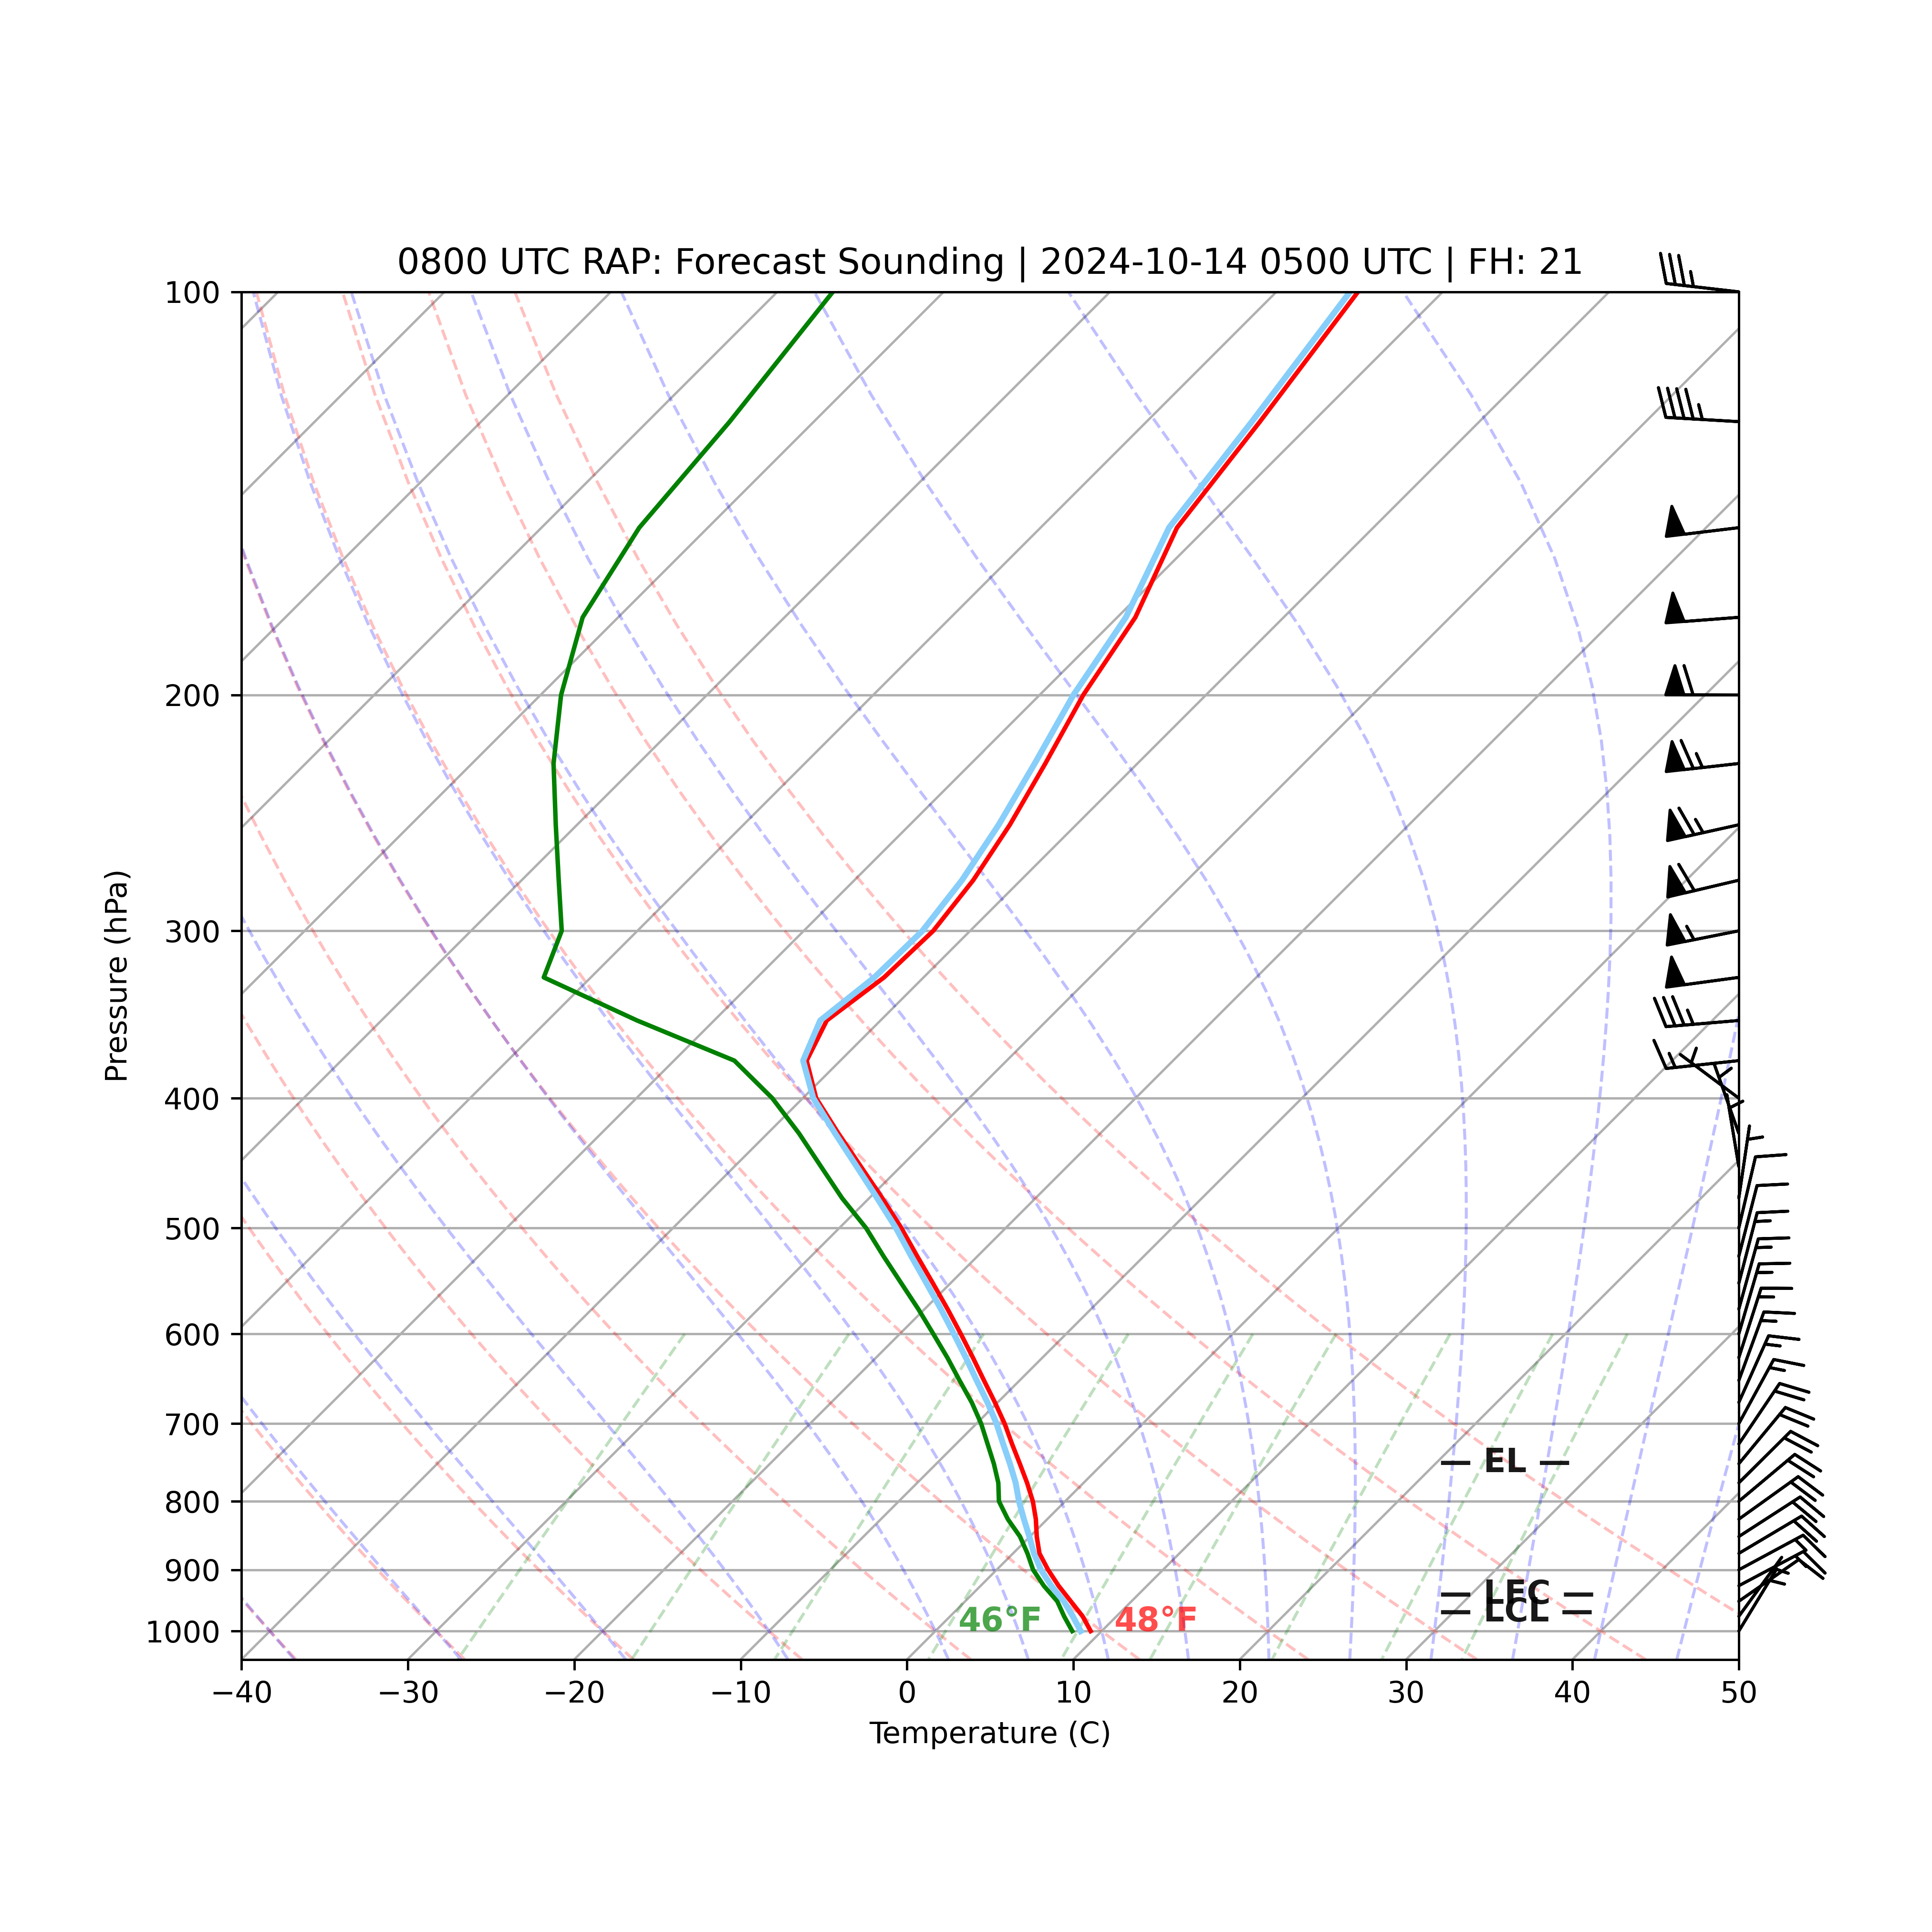 0800 UTC RAP: Forecast Sounding | 2024-10-14 0500 UTC | FH: 21
100
200
300
400
500
600
700
800
900
1000
Pressure (hPa)
— EL —
— LFC —
— LCL —
46°F
48°F
−40 −30 −20 −10 0 10 20 30 40 50
Temperature (C)